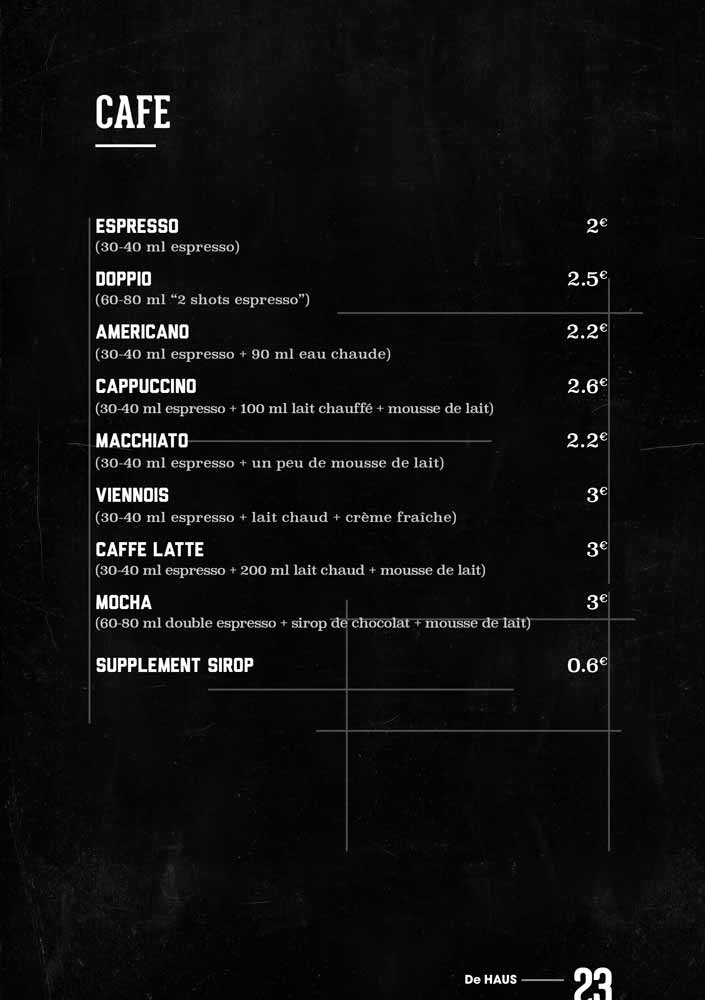 CAFE
ESPRESSO 2€
(30-40 ml espresso)
DOPPIO 2.5€
(60-80 ml “2 shots espresso”)
AMERICANO 2.2€
(30-40 ml espresso + 90 ml eau chaude)
CAPPUCCINO 2.6€
(30-40 ml espresso + 100 ml lait chauffé + mousse de lait)
MACCHIATO 2.2€
(30-40 ml espresso + un peu de mousse de lait)
VIENNOIS 3€
(30-40 ml espresso + lait chaud + crème fraîche)
CAFFE LATTE 3€
(30-40 ml espresso + 200 ml lait chaud + mousse de lait)
MOCHA 3€
(60-80 ml double espresso + sirop de chocolat + mousse de lait)
SUPPLEMENT SIROP 0.6€
De HAUS 23